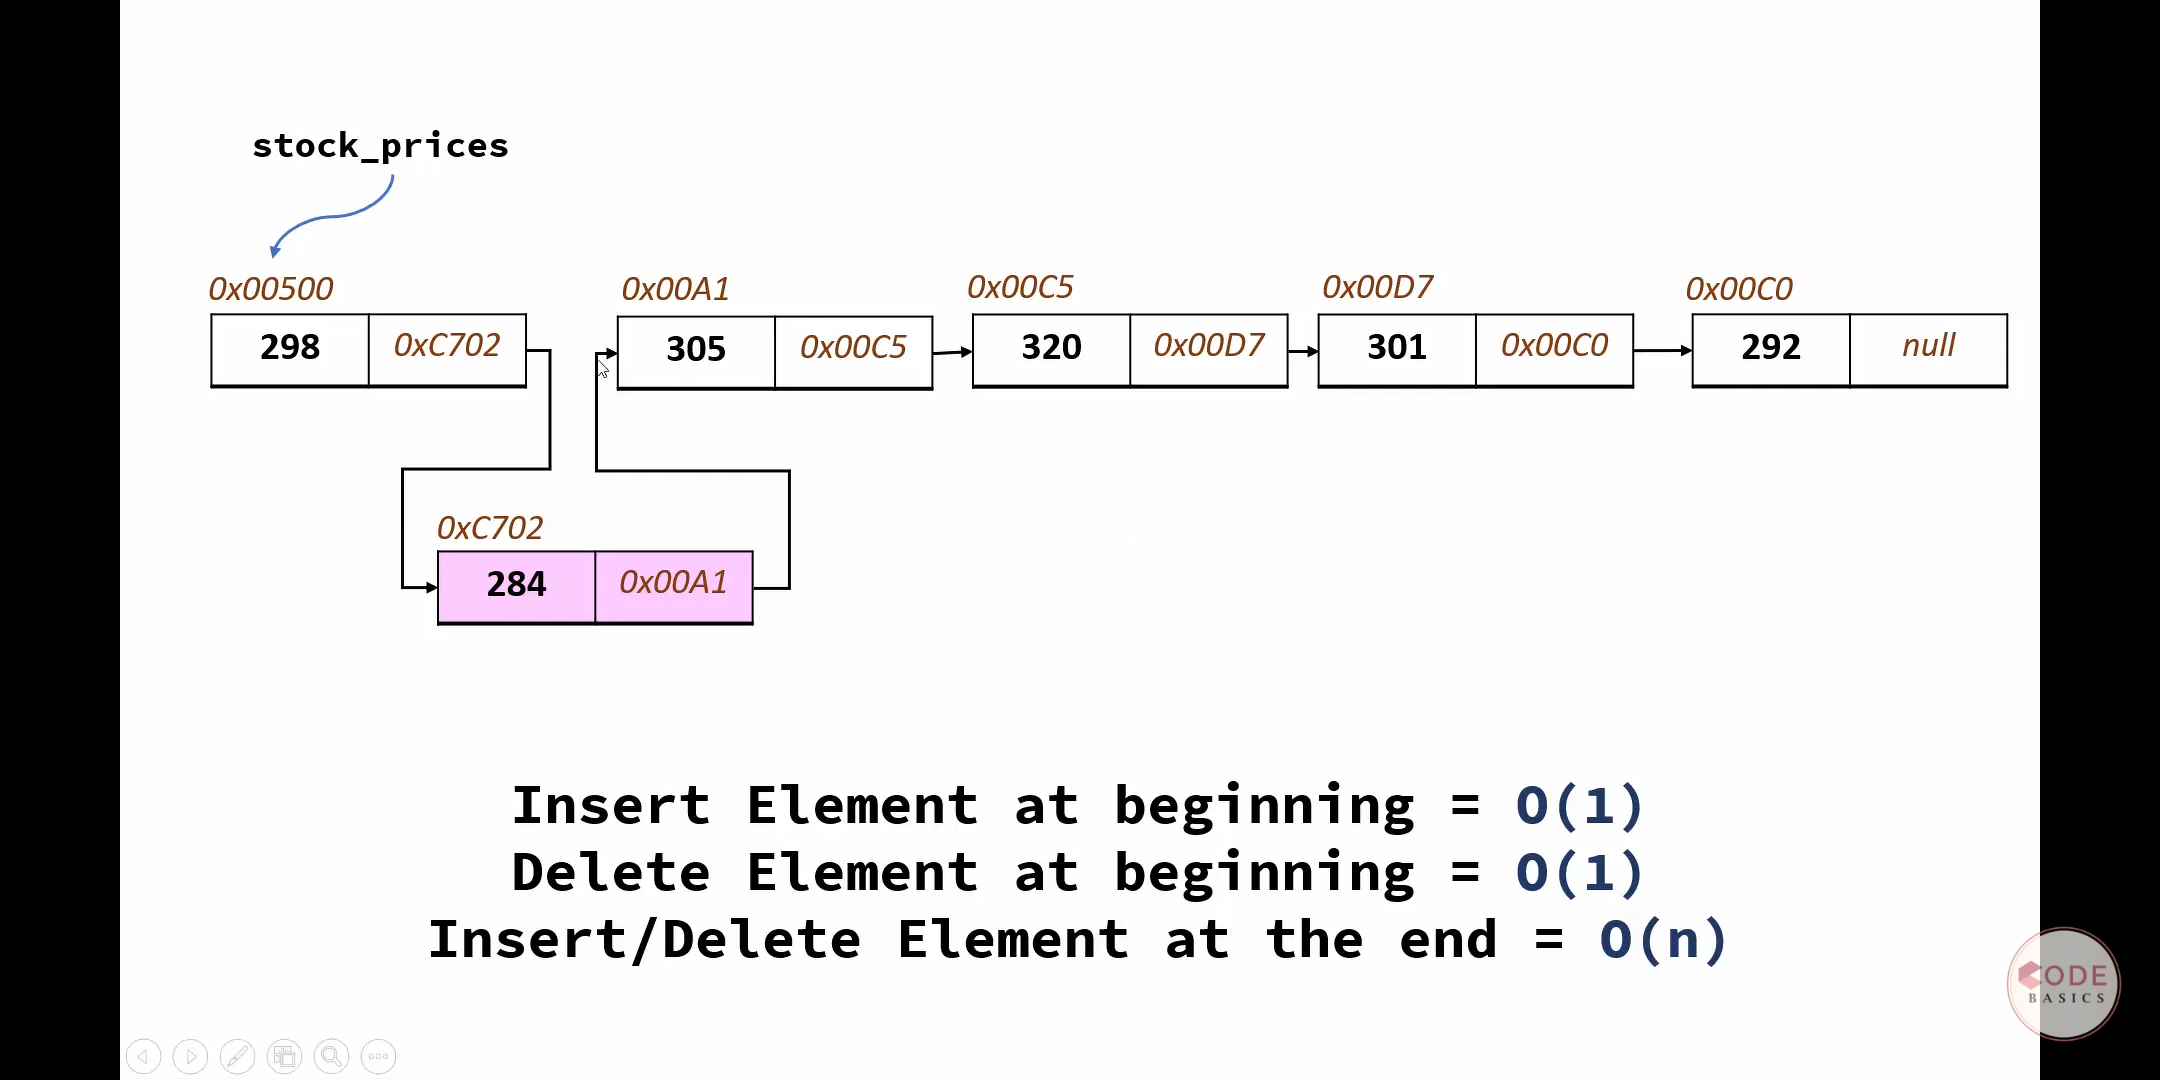 stock_prices
0x00500
298 0xC702
0x00A1
305 0x00C5
0x00C5
320 0x00D7
0x00D7
301 0x00C0
0x00C0
292 null
0xC702
284 0x00A1
Insert Element at beginning = O(1)
Delete Element at beginning = O(1)
Insert/Delete Element at the end = O(n)
CODE
BASICS